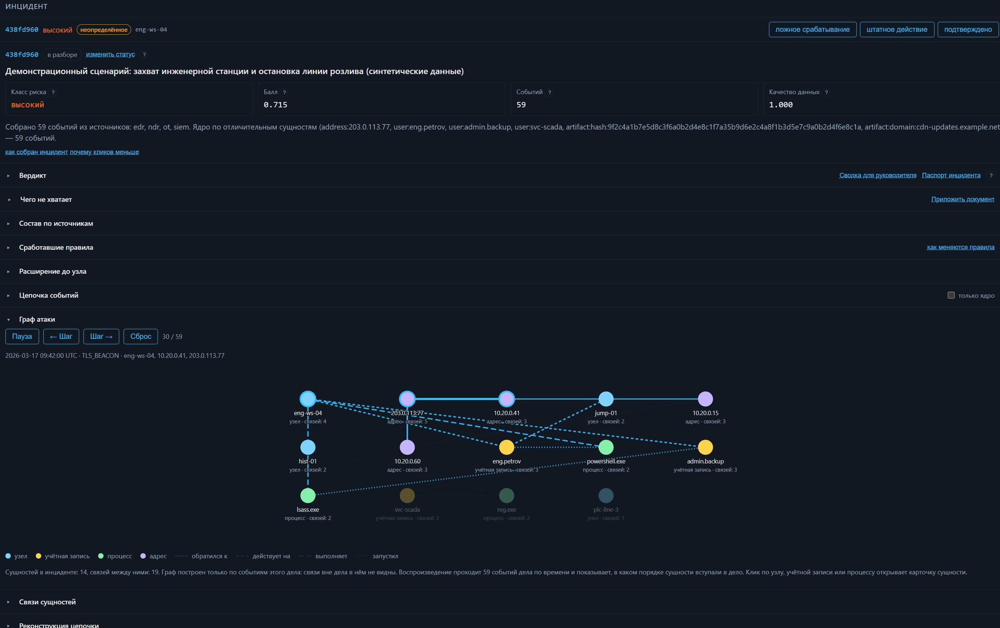 ИНЦИДЕНТ
438fd960 ВЫСОКИЙ неопределённое eng-ws-04 ложное срабатывание штатное действие подтверждено
438fd960 в разборе изменить статус ?
Демонстрационный сценарий: захват инженерной станции и остановка линии розлива (синтетические данные)
Класс риска ? Балл ? Событий ? Качество данных ?
ВЫСОКИЙ 0.715 59 1.000
Собрано 59 событий из источников: edr, ndr, ot, siem. Ядро по отличительным сущностям (address:203.0.113.77, user:eng.petrov, user:admin.backup, user:svc-scada, artifact:hash:9f2c4a1b7e5d8c3f6a0b2d4e8c1f7a35b9d6e2c4a8f1b3d5e7c9a0b2d4f6e8c1a, artifact:domain:cdn-updates.example.net
— 59 событий.
как собран инцидент почему кликов меньше
▸ Вердикт Сводка для руководителя Паспорт инцидента ?
▸ Чего не хватает Приложить документ
▸ Состав по источникам
▸ Сработавшие правила как меняются правила
▸ Расширение до узла
▸ Цепочка событий только ядро
▾ Граф атаки
Пауза ← Шаг Шаг → Сброс 30 / 59
2026-03-17 09:42:00 UTC · TLS_BEACON · eng-ws-04, 10.20.0.41, 203.0.113.77
eng-ws-04 203.0.113.77 10.20.0.41 jump-01 10.20.0.15
узел · связей: 4 адрес · связей: 5 адрес · связей: 3 узел · связей: 2 адрес · связей: 3
hist-01 10.20.0.60 eng.petrov powershell.exe admin.backup
узел · связей: 2 адрес · связей: 3 учётная запись · связей: 3 процесс · связей: 2 учётная запись · связей: 3
lsass.exe svc-scada reg.exe plc-line-3
процесс · связей: 2 учётная запись · связей: 3 процесс · связей: 2 узел · связей: 1
узел учётная запись процесс адрес обратился к действует на выполняет запустил
Сущностей в инциденте: 14, связей между ними: 19. Граф построен только по событиям этого дела: связи вне дела в нём не видны. Воспроизведение проходит 59 событий дела по времени и показывает, в каком порядке сущности вступали в дело. Клик по узлу, учётной записи или процессу открывает карточку сущности.
▸ Связи сущностей
▸ Реконструкция цепочки